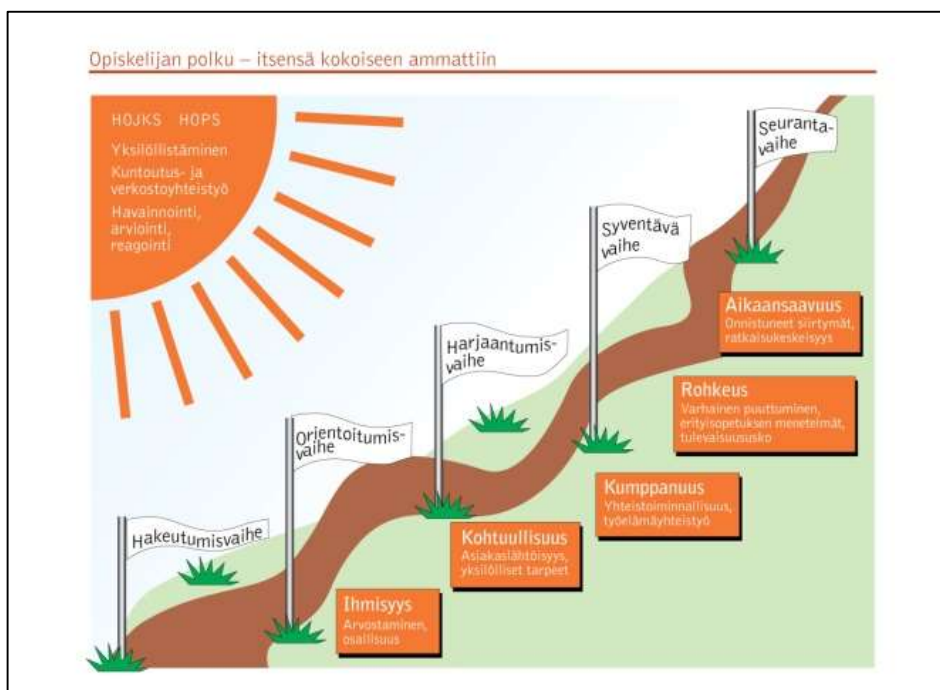 Opiskelijan polku – itsensä kokoiseen ammattiin
HOJKS HOPS
Yksilöllistäminen
Kuntoutus- ja
verkostoyhteistyö
Havainnointi,
arviointi,
reagointi
Seuranta-
vaihe
Syventävä
vaihe
Harjaantumis-
vaihe
Orientoitumis-
vaihe
Hakeutumisvaihe
Aikaansaavuus
Onnistuneet siirtymät,
ratkaisukeskeisyys
Rohkeus
Varhainen puuttuminen,
erityisopetuksen menetelmät,
tulevaisuususko
Kumppanuus
Yhteistoiminnallisuus,
työelämäyhteistyö
Kohtuullisuus
Asiakaslähtöisyys,
yksilölliset tarpeet
Ihmisyys
Arvostaminen,
osallisuus